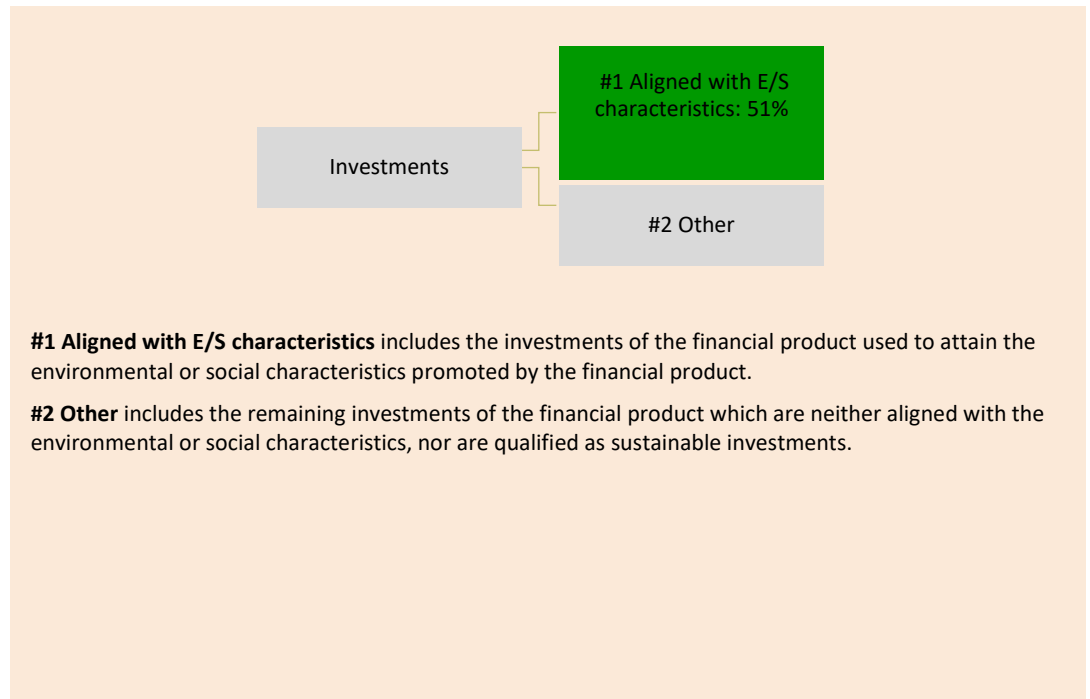 #1 Aligned with E/S
characteristics: 51%
Investments
#2 Other
#1 Aligned with E/S characteristics includes the investments of the financial product used to attain the
environmental or social characteristics promoted by the financial product.
#2 Other includes the remaining investments of the financial product which are neither aligned with the
environmental or social characteristics, nor are qualified as sustainable investments.